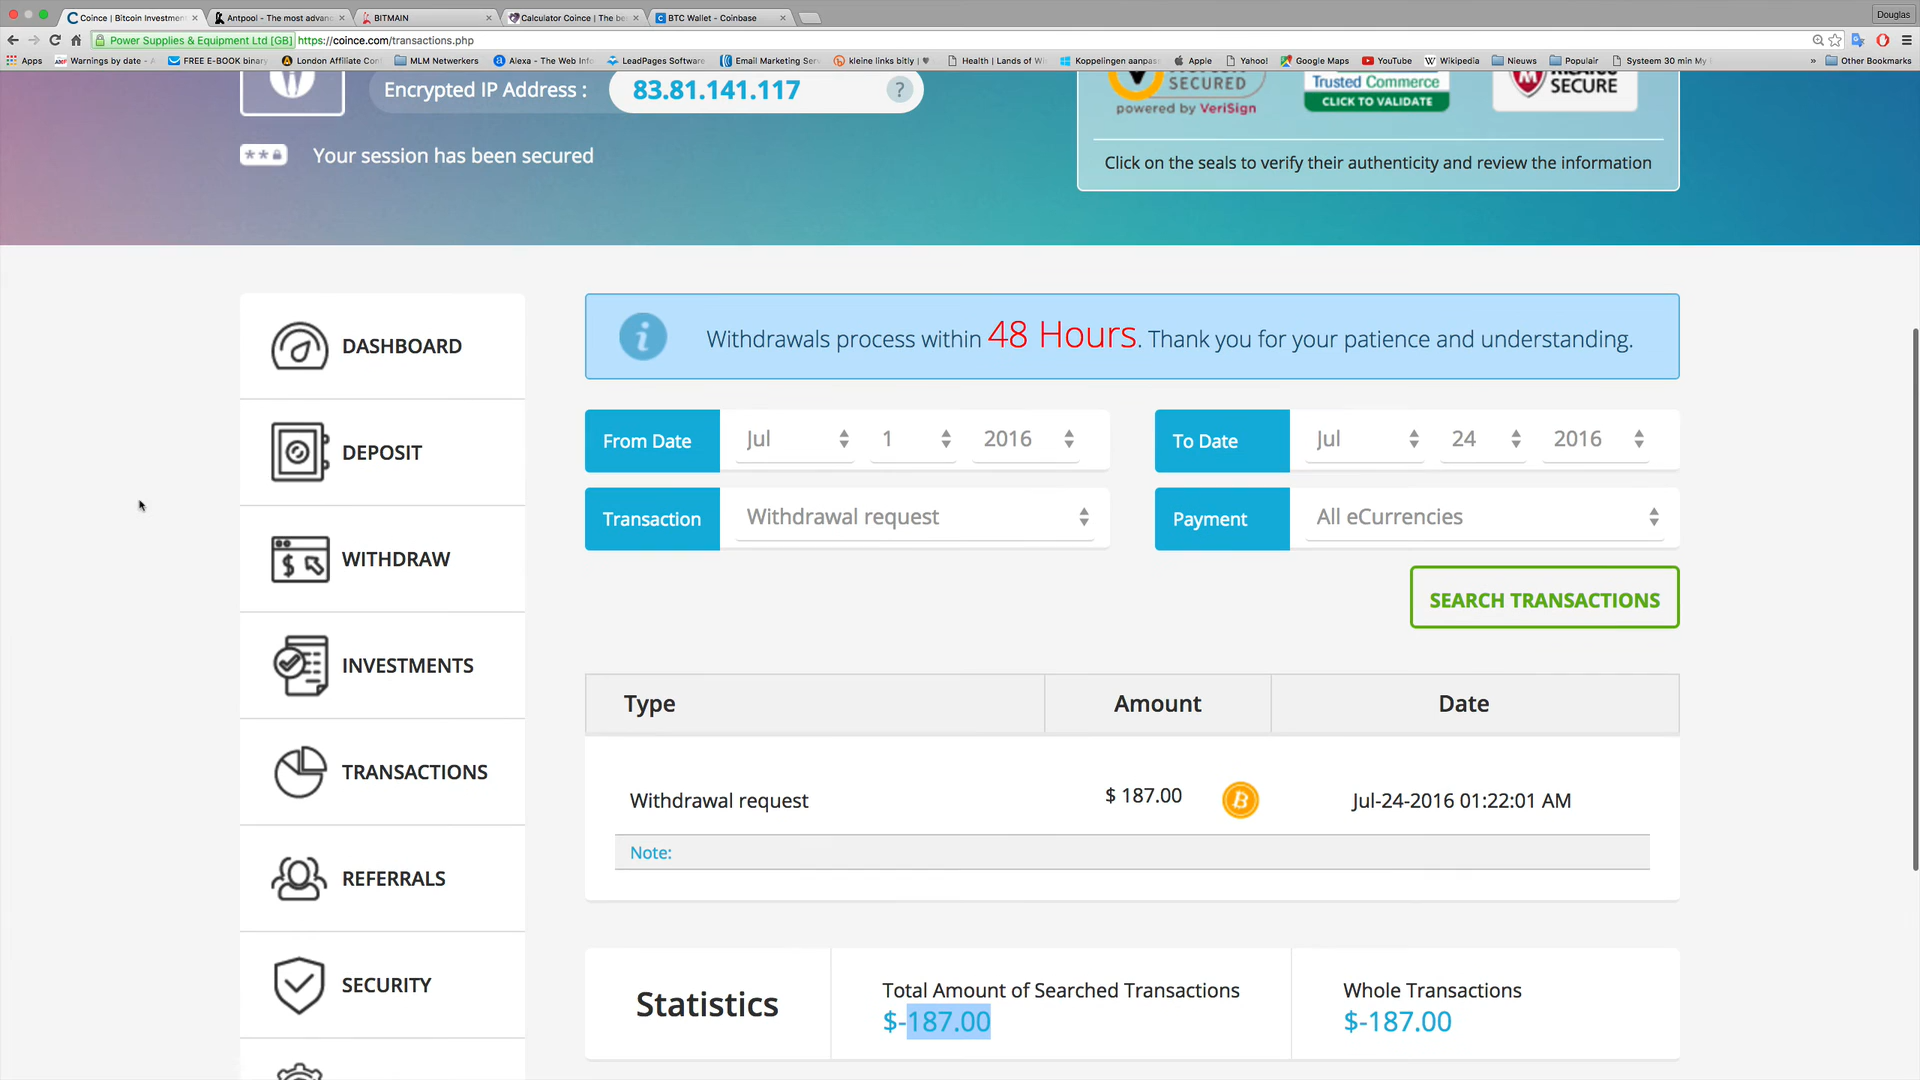 Coince | Bitcoin Investment
Antpool - The most advanc
BITMAIN
Calculator Coince | The be
BTC Wallet - Coinbase
Douglas
Power Supplies & Equipment Ltd [GB] https://coince.com/transactions.php
Apps Warnings by date - A FREE E-BOOK binary London Affiliate Con MLM Netwerkers Alexa - The Web Info LeadPages Software Email Marketing Ser kleine links bitly | ♥ Health | Lands of Wi Koppelingen aanpass Apple Yahoo! Google Maps YouTube Wikipedia Nieuws Populair Systeem 30 min My » Other Bookmarks
Encrypted IP Address : 83.81.141.117 ?
SECURED
powered by VeriSign
Trusted Commerce
CLICK TO VALIDATE
SECURE
** Your session has been secured
Click on the seals to verify their authenticity and review the information
DASHBOARD
DEPOSIT
WITHDRAW
INVESTMENTS
TRANSACTIONS
REFERRALS
SECURITY
Withdrawals process within 48 Hours. Thank you for your patience and understanding.
From Date Jul 1 2016
To Date Jul 24 2016
Transaction Withdrawal request
Payment All eCurrencies
SEARCH TRANSACTIONS
Type Amount Date
Withdrawal request $ 187.00 Jul-24-2016 01:22:01 AM
Note:
Statistics
Total Amount of Searched Transactions
$-187.00
Whole Transactions
$-187.00